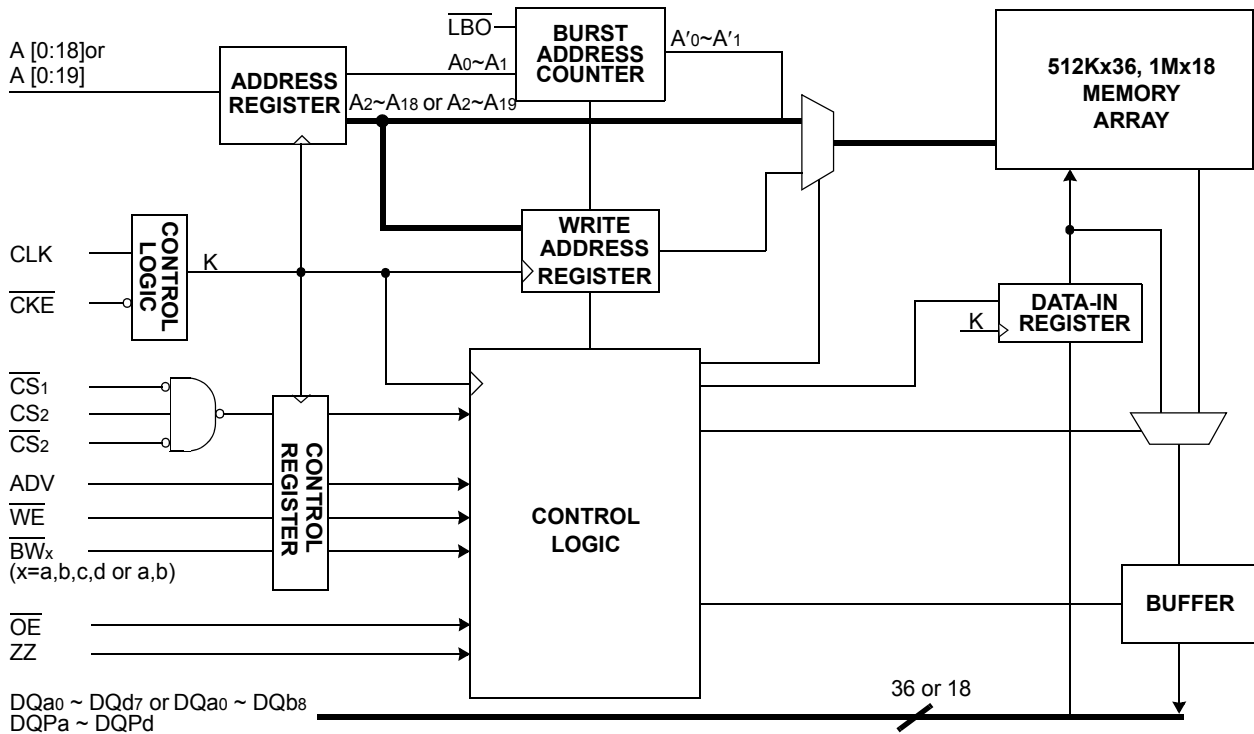 A [0:18]or
A [0:19]
ADDRESS
REGISTER
LBO
A0~A1
A2~A18 or A2~A19
BURST
ADDRESS
COUNTER
A′0~A′1
512Kx36, 1Mx18
MEMORY
ARRAY
WRITE
ADDRESS
REGISTER
CLK
CKE
CONTROL
LOGIC
K
K
DATA-IN
REGISTER
CS1
CS2
CS2
ADV
WE
BWx
(x=a,b,c,d or a,b)
CONTROL
REGISTER
CONTROL
LOGIC
BUFFER
OE
ZZ
DQa0 ~ DQd7 or DQa0 ~ DQb8
DQPa ~ DQPd
36 or 18